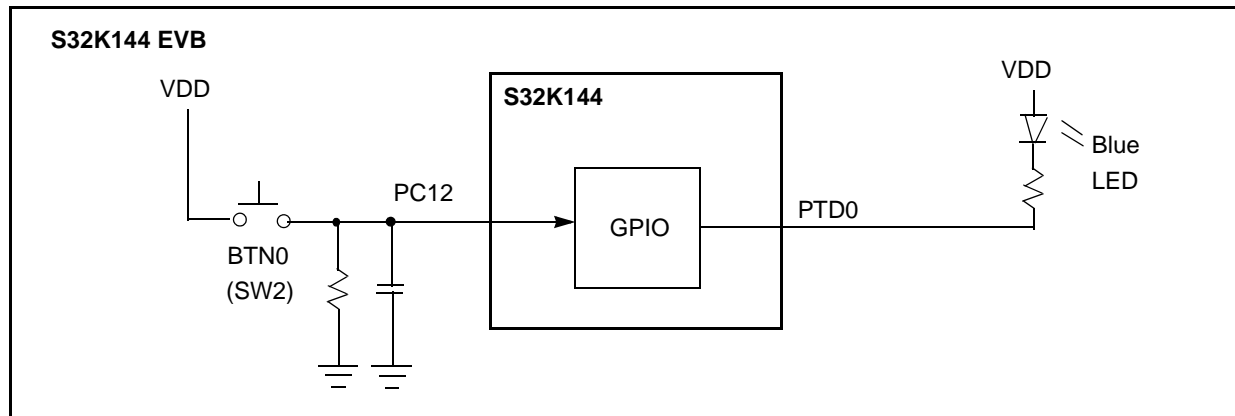 S32K144 EVB
VDD
BTN0
(SW2)
PC12
S32K144
GPIO
PTD0
VDD
Blue
LED